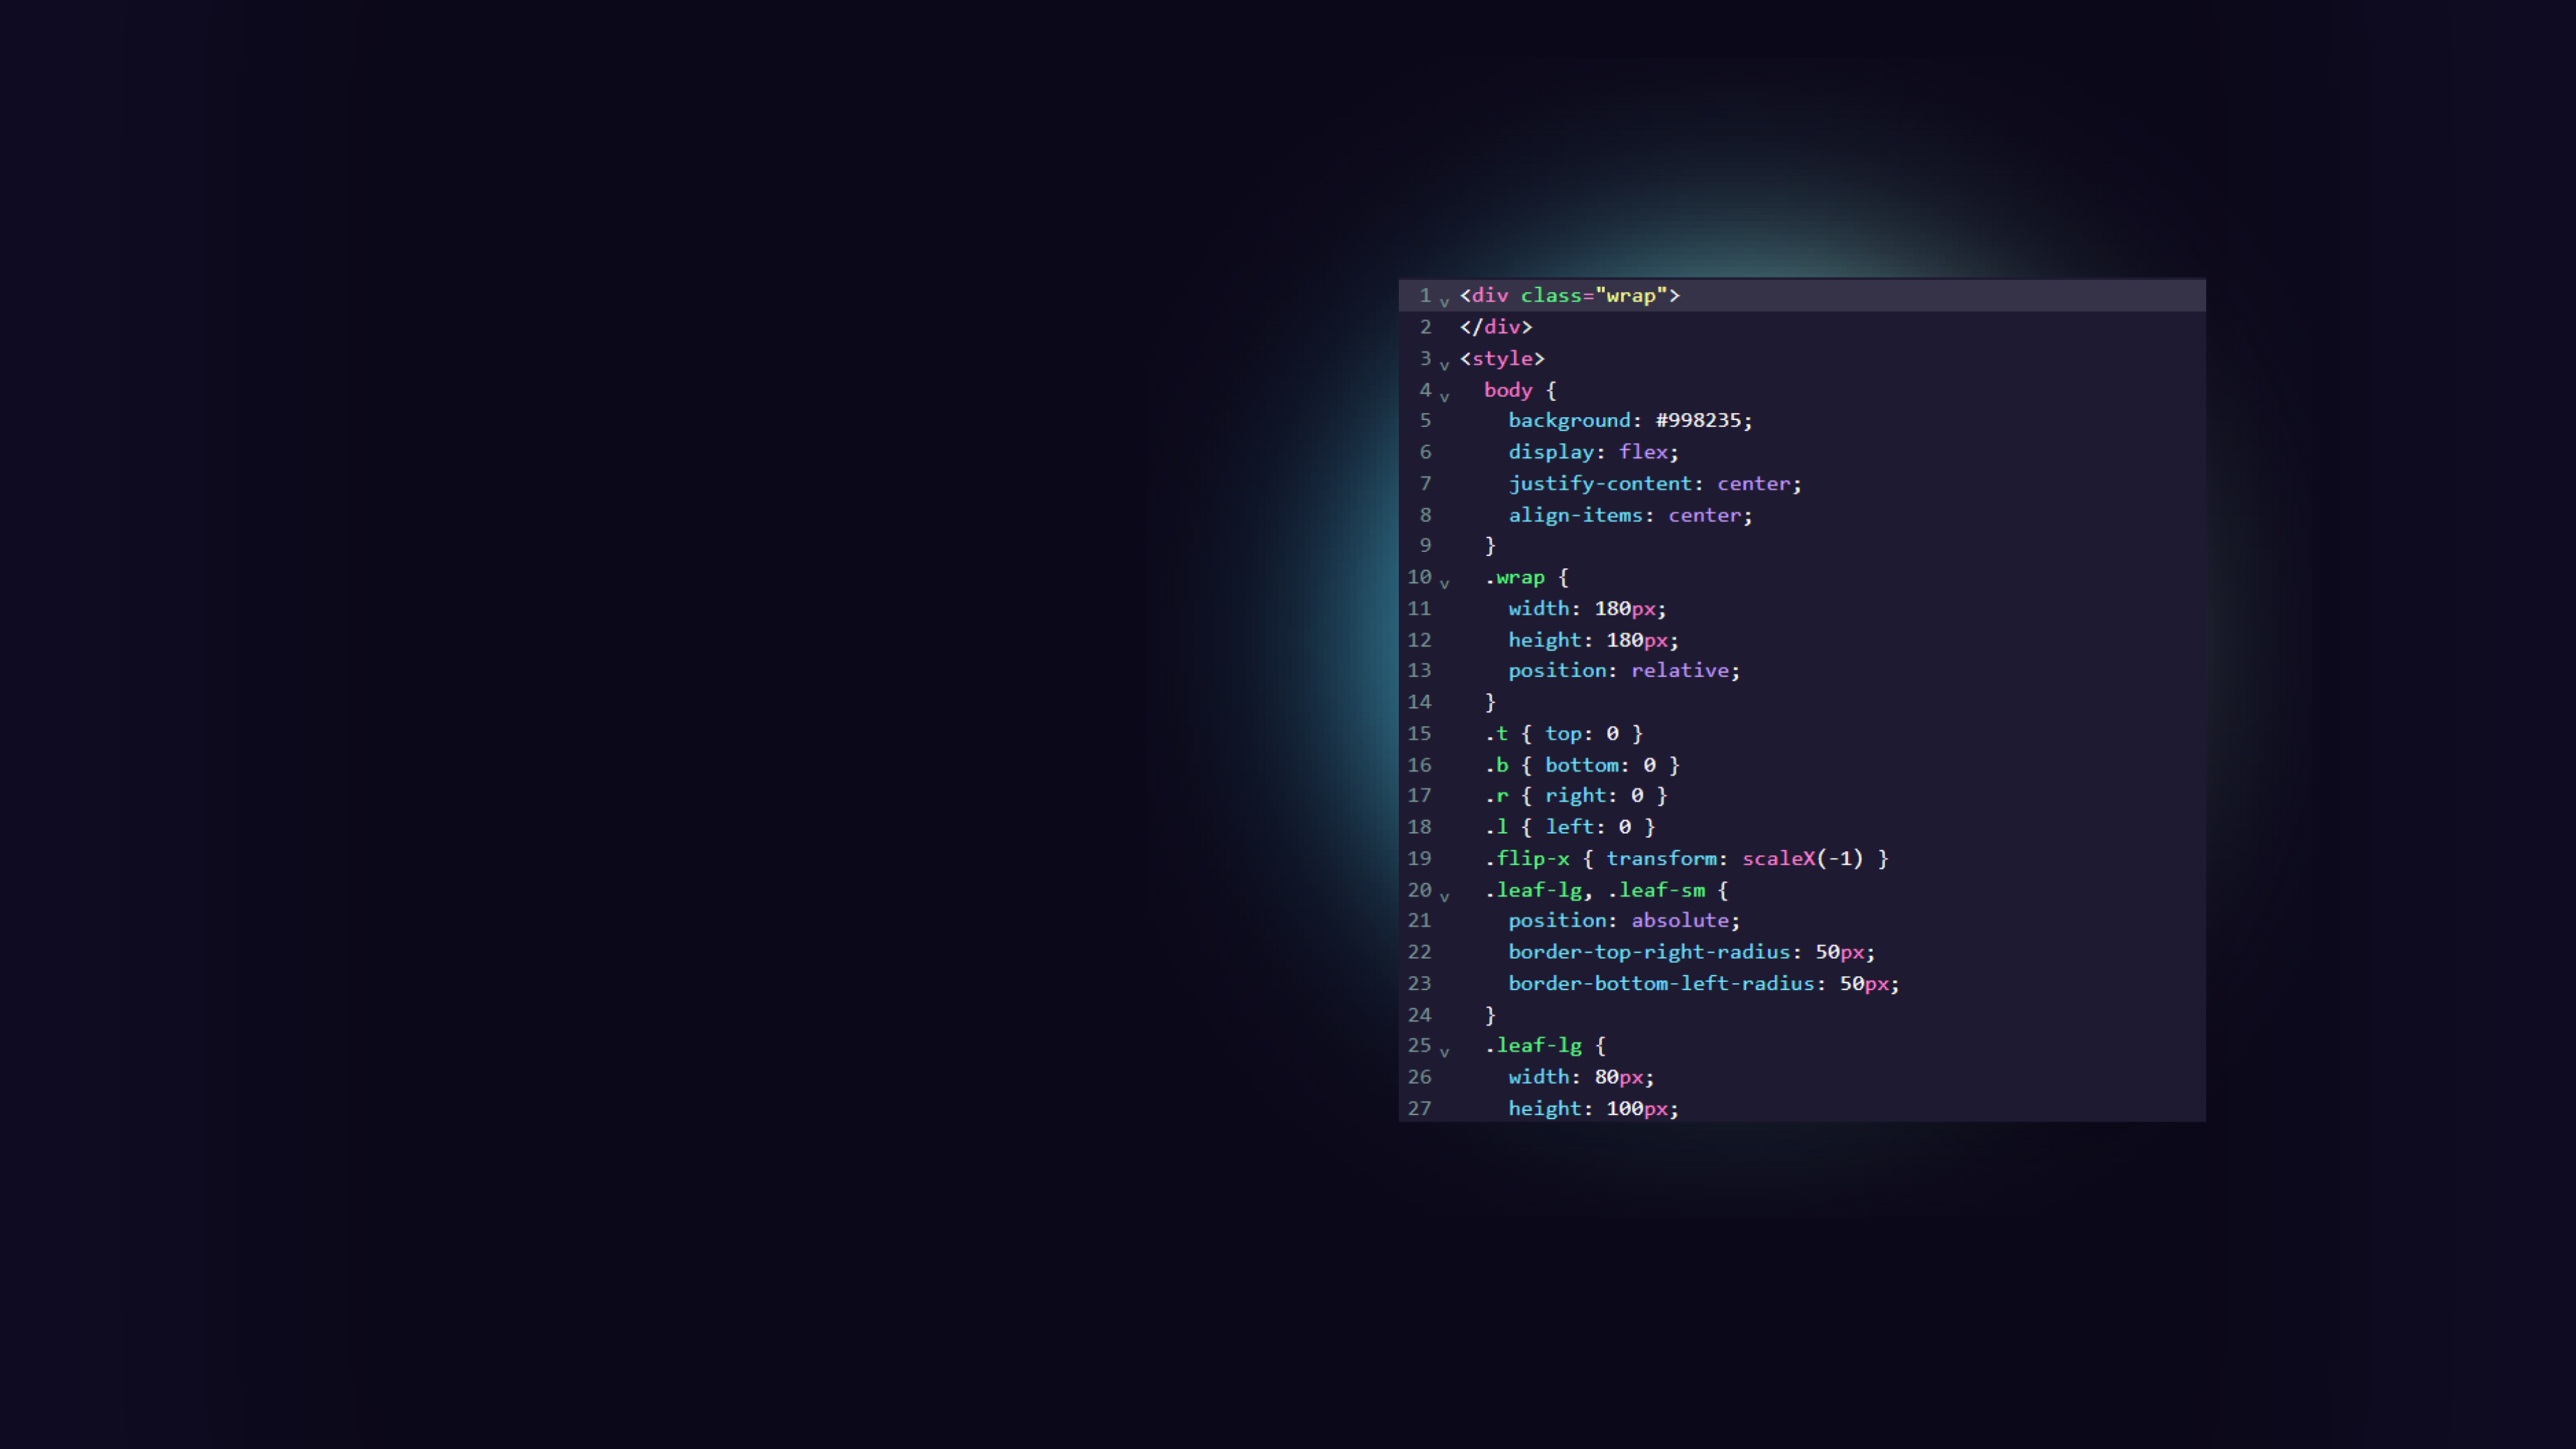 1 v <div class="wrap">
2 </div>
3 v <style>
4 v body {
5 background: #998235;
6 display: flex;
7 justify-content: center;
8 align-items: center;
9 }
10 v .wrap {
11 width: 180px;
12 height: 180px;
13 position: relative;
14 }
15 .t { top: 0 }
16 .b { bottom: 0 }
17 .r { right: 0 }
18 .l { left: 0 }
19 .flip-x { transform: scaleX(-1) }
20 v .leaf-lg, .leaf-sm {
21 position: absolute;
22 border-top-right-radius: 50px;
23 border-bottom-left-radius: 50px;
24 }
25 v .leaf-lg {
26 width: 80px;
27 height: 100px;